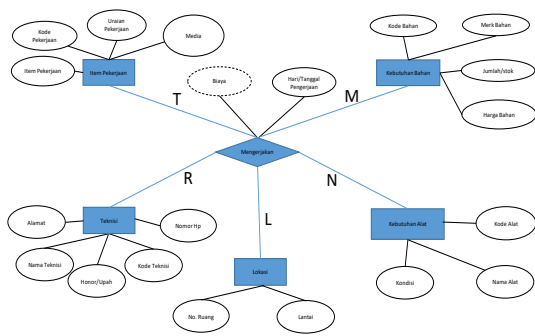 Kode
Pekerjaan
Uraian
Pekerjaan
Media
Item Pekerjaan
Item Pekerjaan
Biaya
Hari/Tanggal
Pengerjaan
Kode Bahan
Merk Bahan
Kebutuhan Bahan
Jumlah/stok
Harga Bahan
T
M
Mengerjakan
R
L
N
Alamat
Teknisi
Nomor Hp
Nama Teknisi
Honor/Upah
Kode Teknisi
Lokasi
No. Ruang
Lantai
Kebutuhan Alat
Kode Alat
Kondisi
Nama Alat